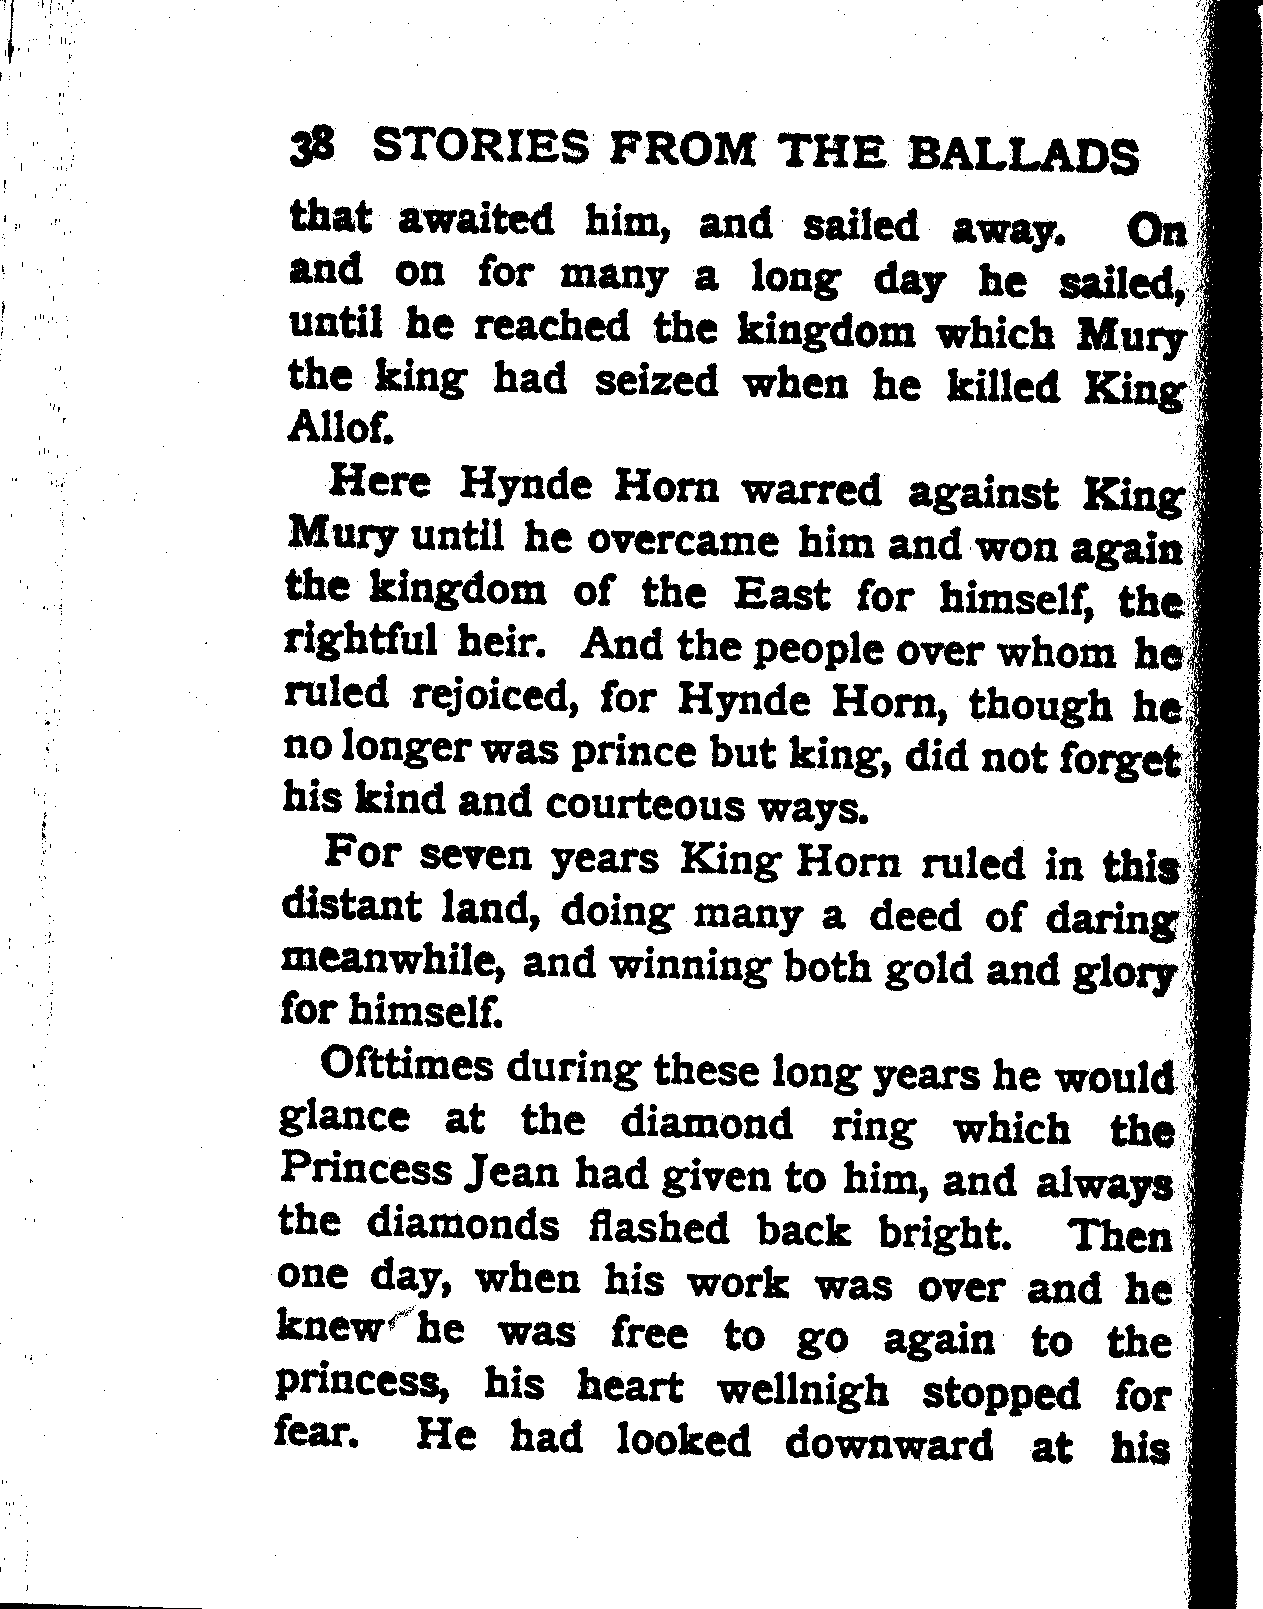 38 STORIES FROM THE BALLADS
that awaited him, and sailed away. On
and on for many a long day he sailed,
until he reached the kingdom which Mury
the king had seized when he killed King
Allof.
Here Hynde Horn warred against King
Mury until he overcame him and won again
the kingdom of the East for himself, the
rightful heir. And the people over whom he
ruled rejoiced, for Hynde Horn, though he
no longer was prince but king, did not forget
his kind and courteous ways.
For seven years King Horn ruled in this
distant land, doing many a deed of daring
meanwhile, and winning both gold and glory
for himself.
Ofttimes during these long years he would
glance at the diamond ring which the
Princess Jean had given to him, and always
the diamonds flashed back bright. Then
one day, when his work was over and he
knew he was free to go again to the
princess, his heart wellnigh stopped for
fear. He had looked downward at his